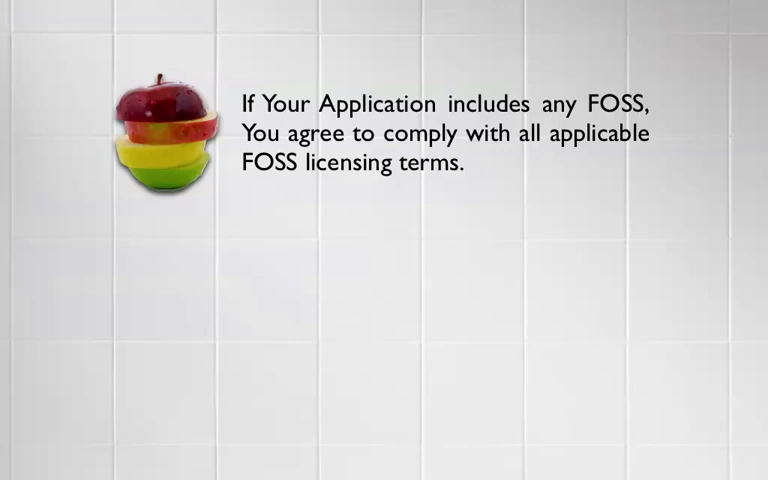 If Your Application includes any FOSS,
You agree to comply with all applicable
FOSS licensing terms.